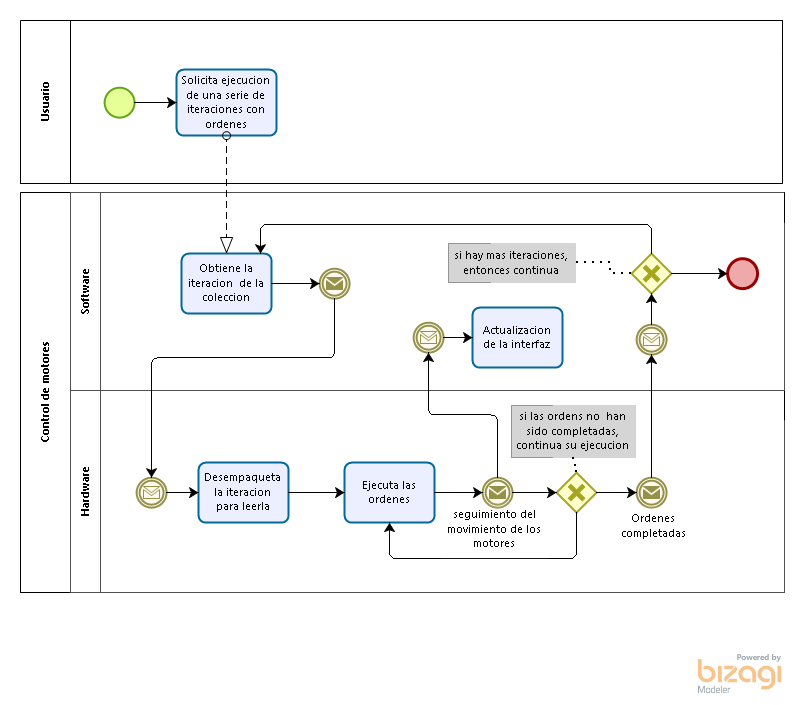 Usuario
Solicita ejecucion
de una serie de
iteraciones con
ordenes
Control de motores
Software
Obtiene la
iteracion de la
coleccion
si hay mas iteraciones,
entonces continua
Actualizacion
de la interfaz
Hardware
si las ordens no han
sido completadas,
continua su ejecucion
Desempaqueta
la iteracion
para leerla
Ejecuta las
ordenes
seguimiento del
movimiento de los
motores
Ordenes
completadas
Powered by
bizagi
Modeler